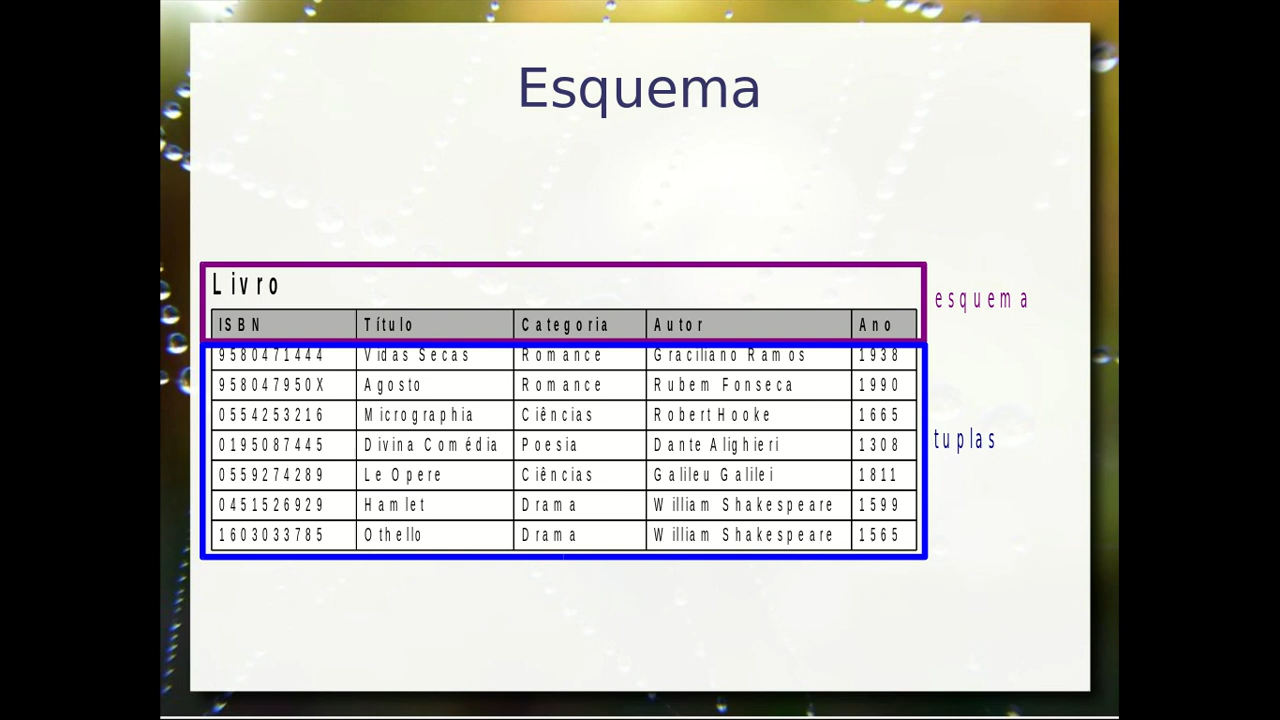 Esquema
Livro
esquema
ISBN Título Categoria Autor Ano
9580471444 Vidas Secas Romance Graciliano Ramos 1938
958047950X Agosto Romance Rubem Fonseca 1990
0554253216 Micrographia Ciências Robert Hooke 1665
0195087445 Divina Comédia Poesia Dante Alighieri 1308
tuplas
0559274289 Le Opere Ciências Galileu Galilei 1811
0451526929 Hamlet Drama William Shakespeare 1599
1603033785 Othello Drama William Shakespeare 1565